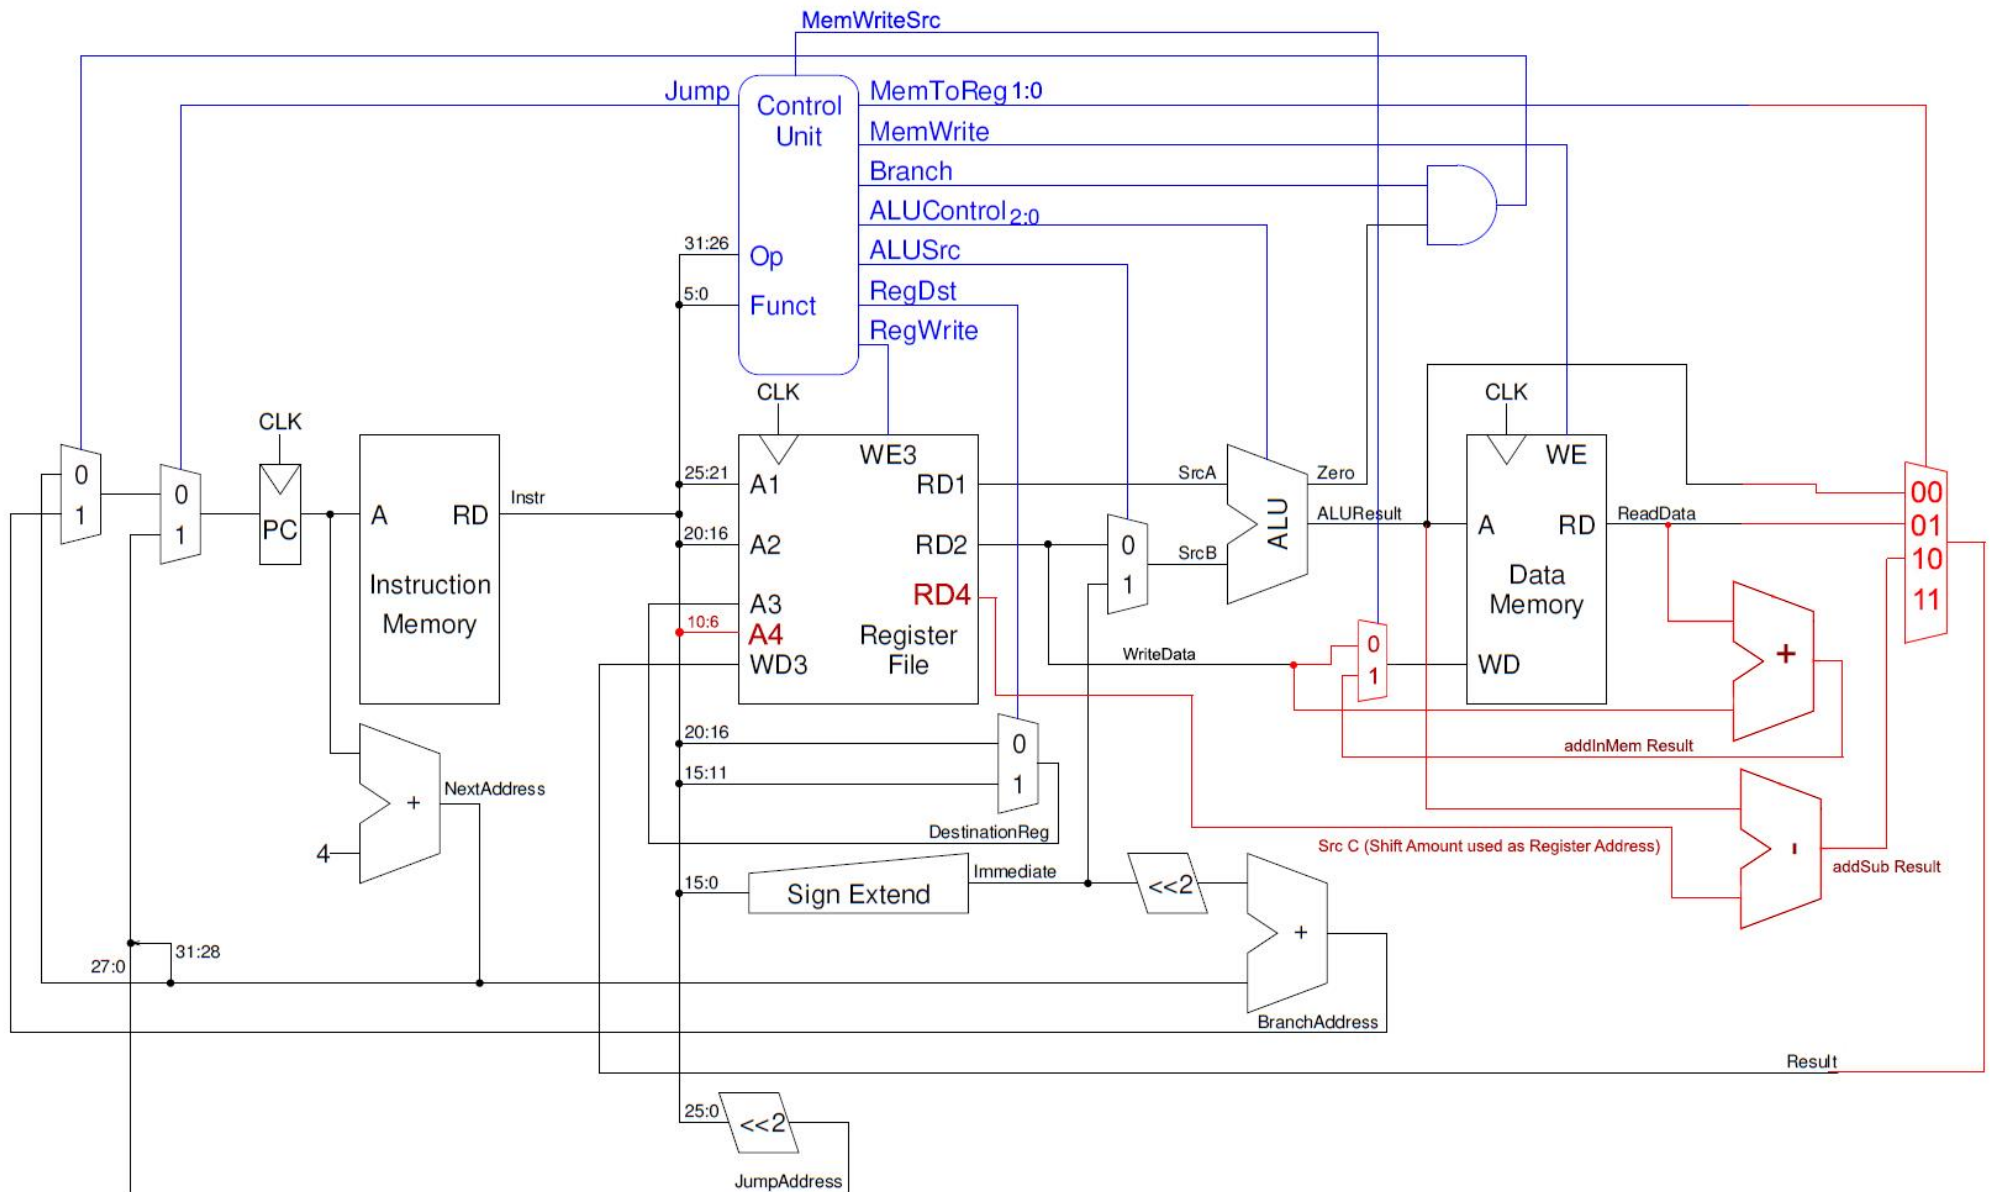 MemWriteSrc
Jump
Control
Unit
MemToReg 1:0
MemWrite
Branch
ALUControl 2:0
ALUSrc
RegDst
RegWrite
31:26
Op
5:0
Funct
CLK
CLK
CLK
0
1
0
1
PC
A
RD
Instruction
Memory
Instr
25:21
A1
WE3
RD1
20:16
A2
RD2
A3
RD4
10:6
A4
Register
File
WD3
SrcA
0
1
SrcB
ALU
Zero
ALUResult
WriteData
0
1
WE
A
RD
Data
Memory
WD
ReadData
00
01
10
11
+
addInMem Result
20:16
0
15:11
1
DestinationReg
NextAddress
+
4
Src C (Shift Amount used as Register Address)
-
addSub Result
15:0
Sign Extend
Immediate
<<2
+
31:28
27:0
BranchAddress
Result
25:0
<<2
JumpAddress